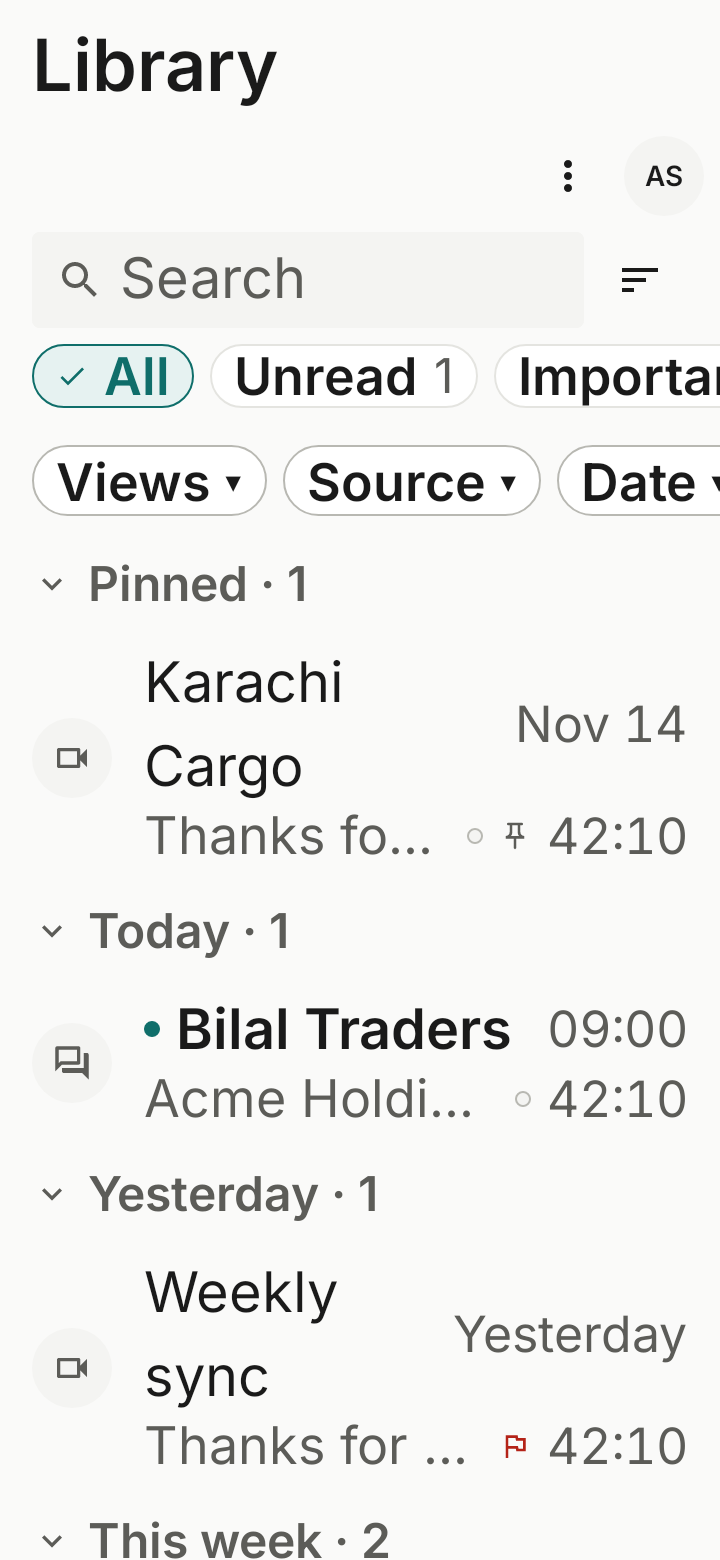 Library
AS
Search
All
Unread 1
Importa
Views ▾
Source ▾
Date ▾
Pinned · 1
Karachi
Cargo
Nov 14
Thanks fo...
42:10
Today · 1
Bilal Traders
09:00
Acme Holdi...
42:10
Yesterday · 1
Weekly
sync
Yesterday
Thanks for ...
42:10
This week · 2